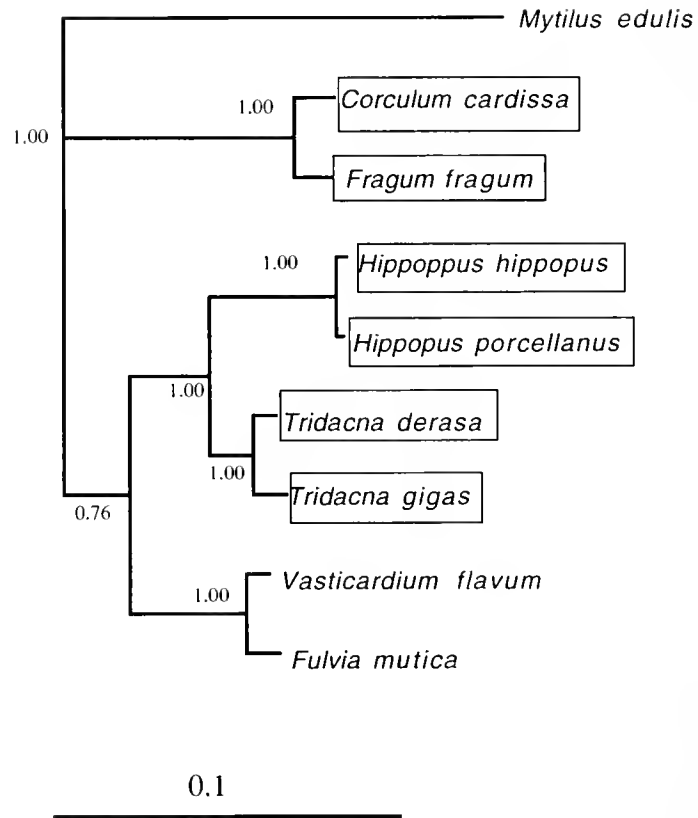 Mytilus edulis
1.00
Corculum cardissa
1.00
Fragum fragum
1.00
Hippoppus hippopus
Hippopus porcellanus
1.00
Tridacna derasa
1.00
Tridacna gigas
0.76
Vasticardium flavum
1.00
Fulvia mutica
0.1